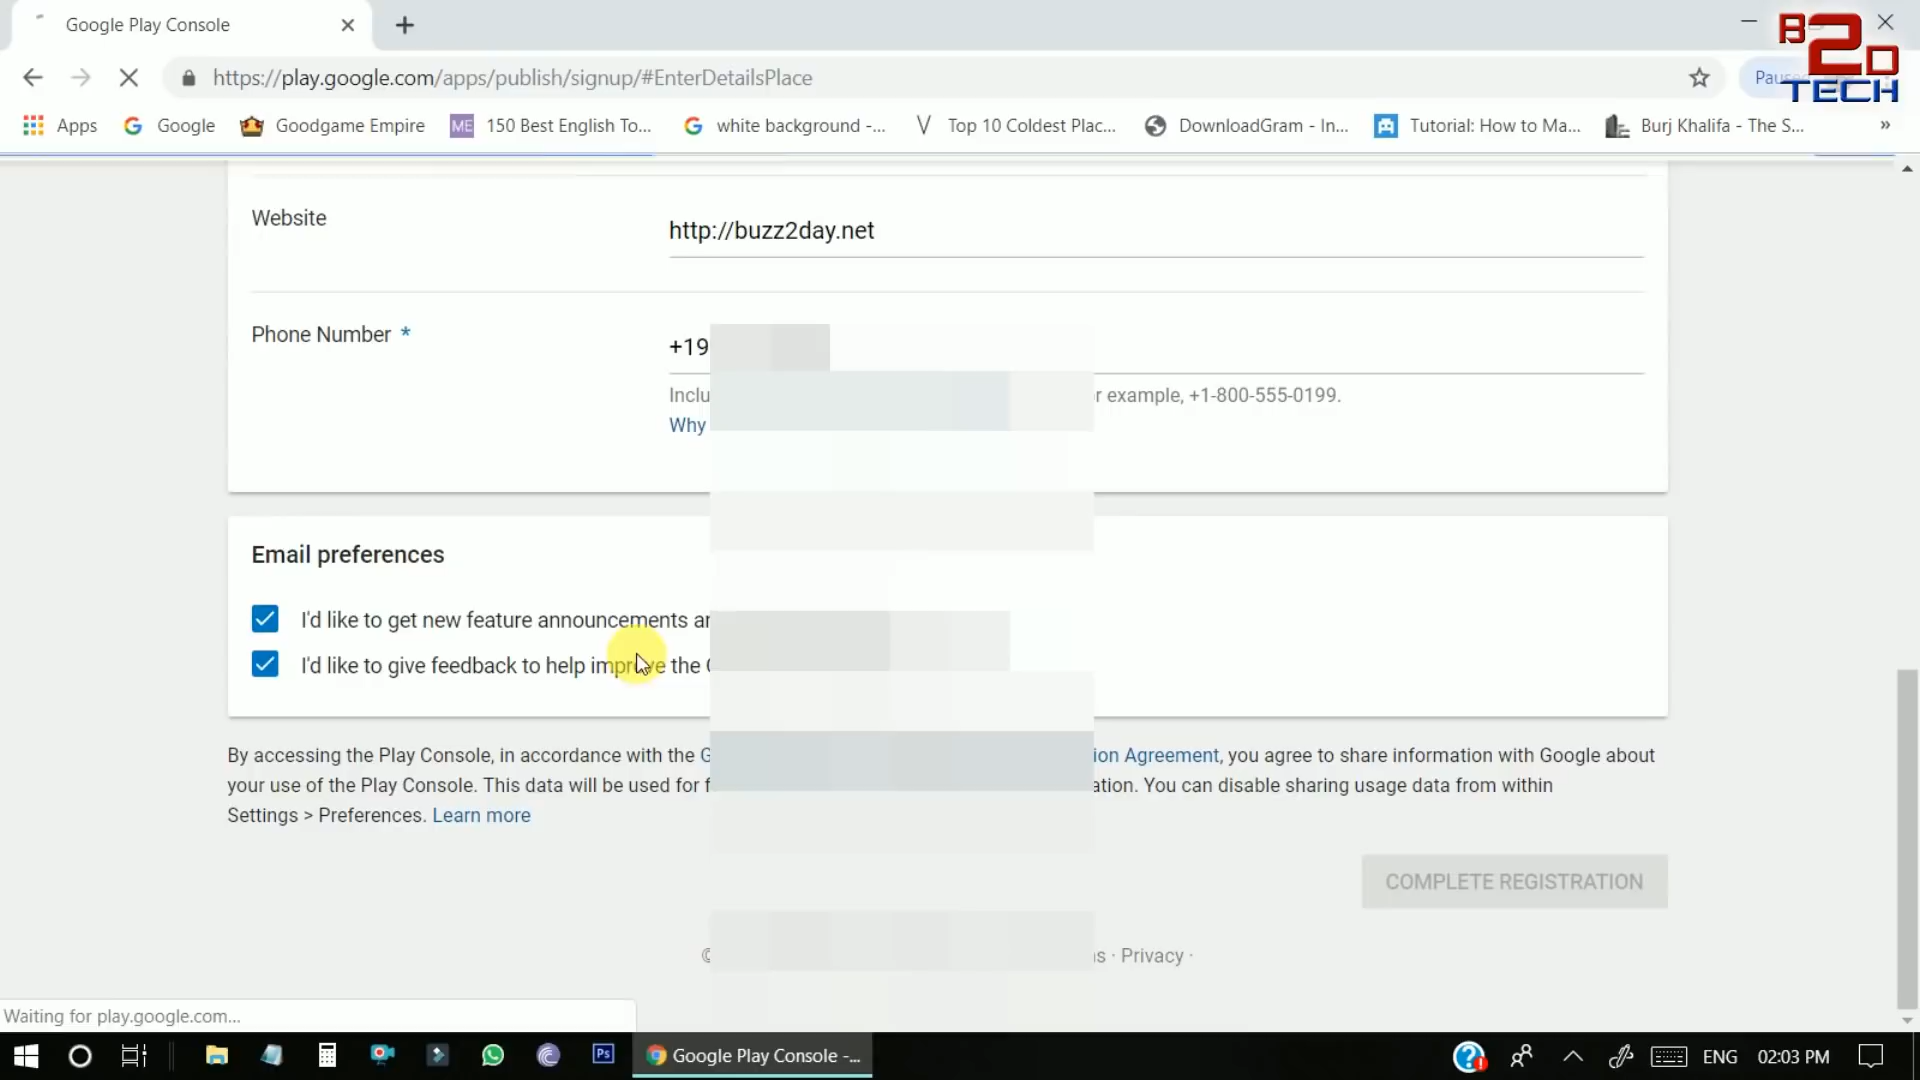 Google Play Console
B2D
TECH
https://play.google.com/apps/publish/signup/#EnterDetailsPlace
Apps
Google
Goodgame Empire
ME
150 Best English To...
white background -...
Top 10 Coldest Plac...
DownloadGram - In...
Tutorial: How to Ma...
Burj Khalifa - The S...
»
Website
http://buzz2day.net
Phone Number *
+19
example, +1-800-555-0199.
Why
Email preferences
I'd like to get new feature announcements
I'd like to give feedback to help improve the
By accessing the Play Console, in accordance with the Agreement, you agree to share information with Google about
your use of the Play Console. This data will be used for You can disable sharing usage data from within
Settings > Preferences. Learn more
COMPLETE REGISTRATION
© · Privacy ·
Waiting for play.google.com...
Ps
Google Play Console -...
ENG
02:03 PM